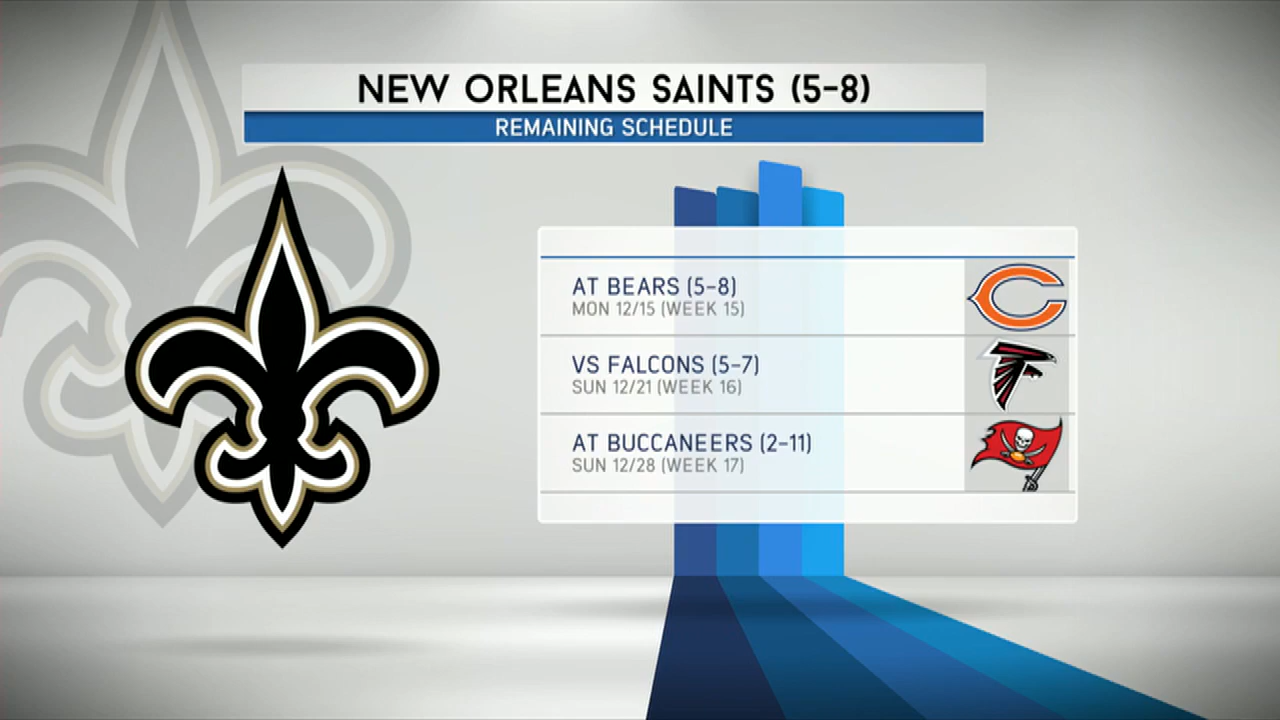 NEW ORLEANS SAINTS (5-8)
REMAINING SCHEDULE
AT BEARS (5-8)
MON 12/15 (WEEK 15)
VS FALCONS (5-7)
SUN 12/21 (WEEK 16)
AT BUCCANEERS (2-11)
SUN 12/28 (WEEK 17)